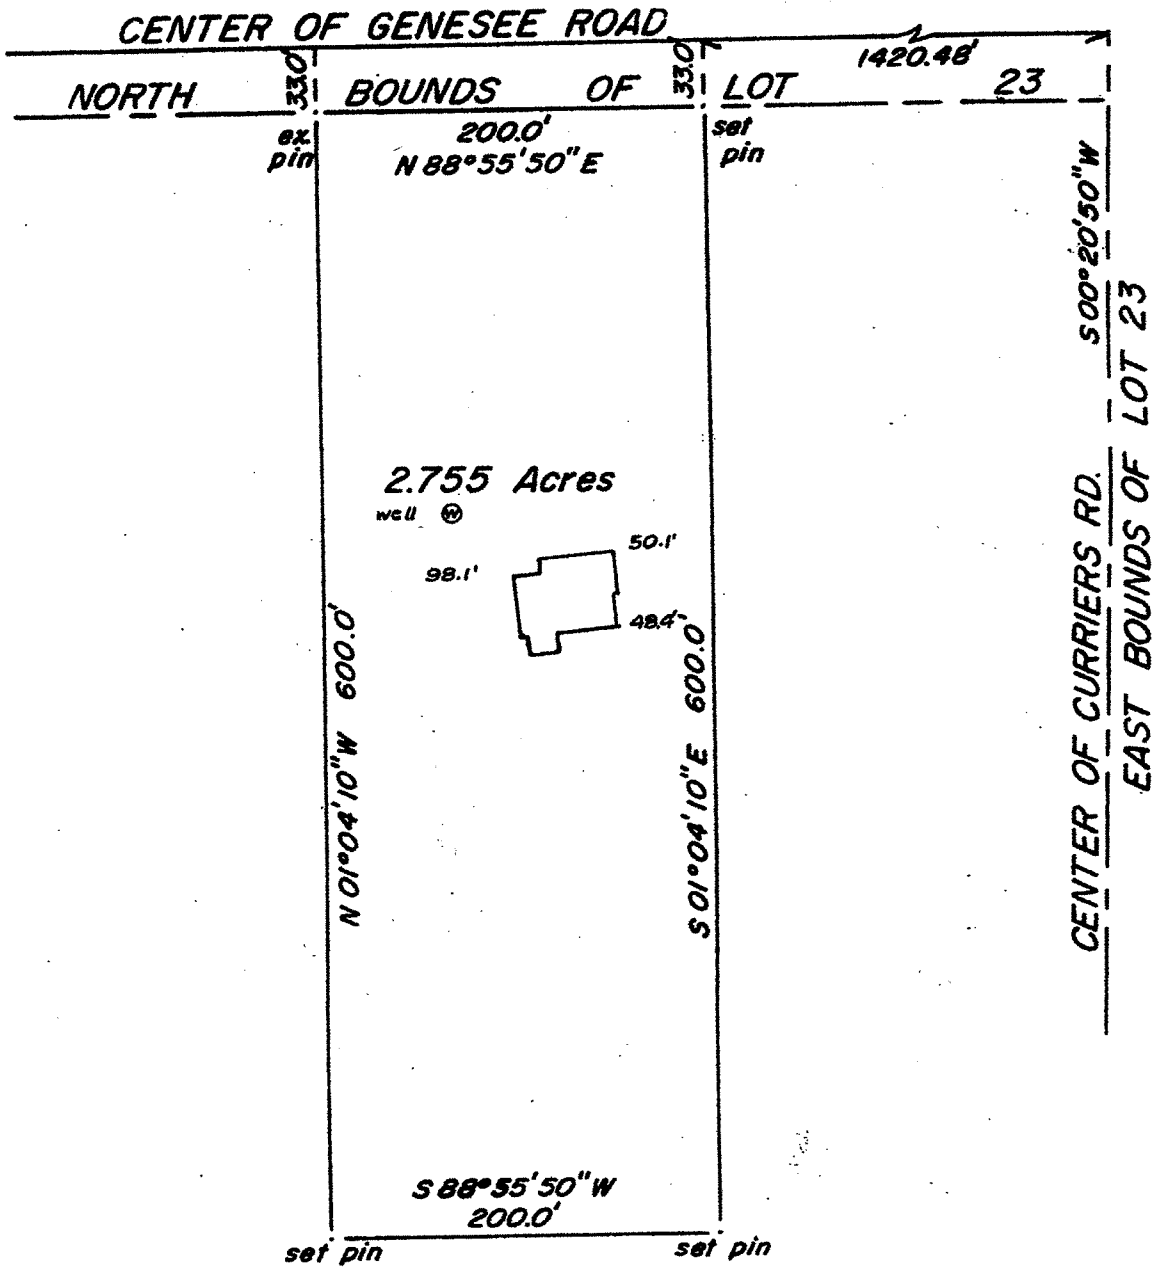 CENTER OF GENESEE ROAD
1420.48'
33.0'
33.0'
NORTH BOUNDS OF LOT 23
ex. pin
200.0'
N 88°55'50" E
set pin
S 00°20'50" W
2.755 Acres
well W
50.1'
98.1'
48.4'
N 01°04'10" W 600.0'
S 01°04'10" E 600.0'
CENTER OF CURRIERS RD.
EAST BOUNDS OF LOT 23
S 88°55'50" W
200.0'
set pin
set pin